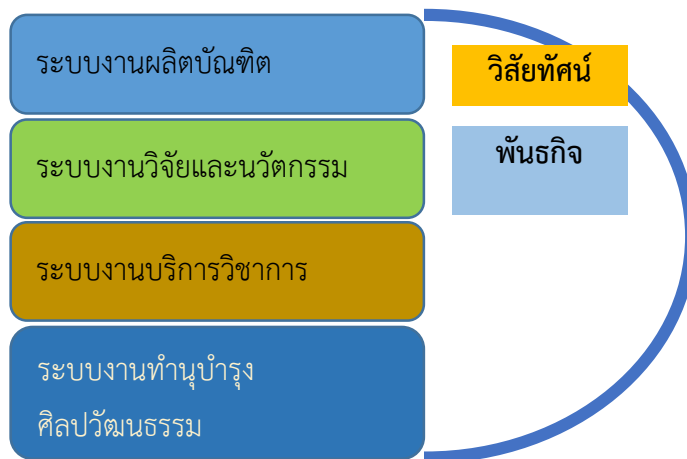 ระบบงานผลิตบัณฑิต
ระบบงานวิจัยและนวัตกรรม
ระบบงานบริการวิชาการ
ระบบงานทำนุบำรุง
ศิลปวัฒนธรรม
วิสัยทัศน์
พันธกิจ